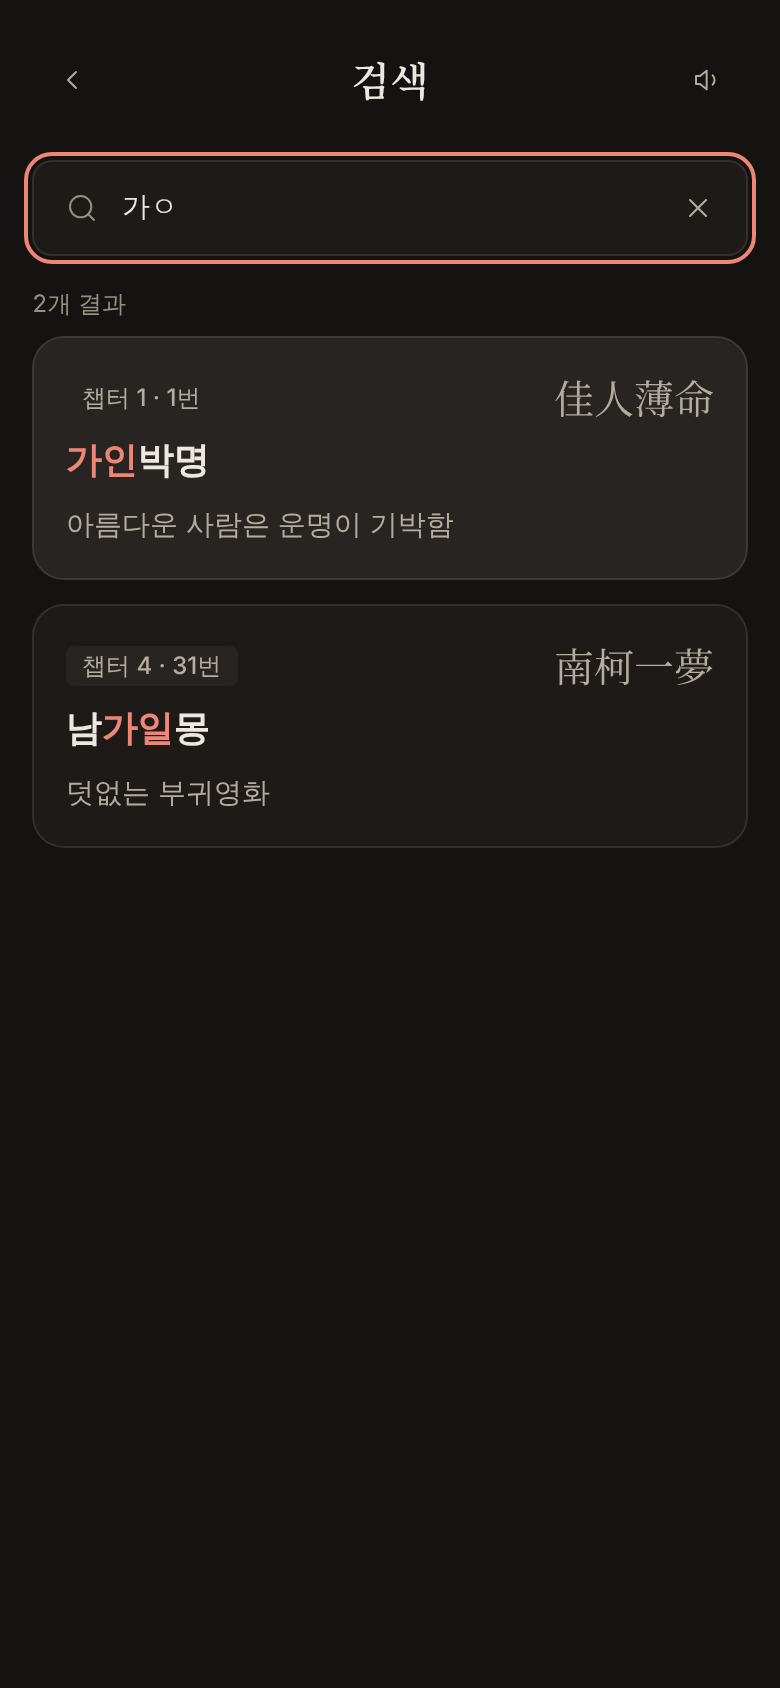 검색
가ㅇ
2개 결과
챕터 1 · 1번
佳人薄命
가인박명
아름다운 사람은 운명이 기박함
챕터 4 · 31번
南柯一夢
남가일몽
덧없는 부귀영화